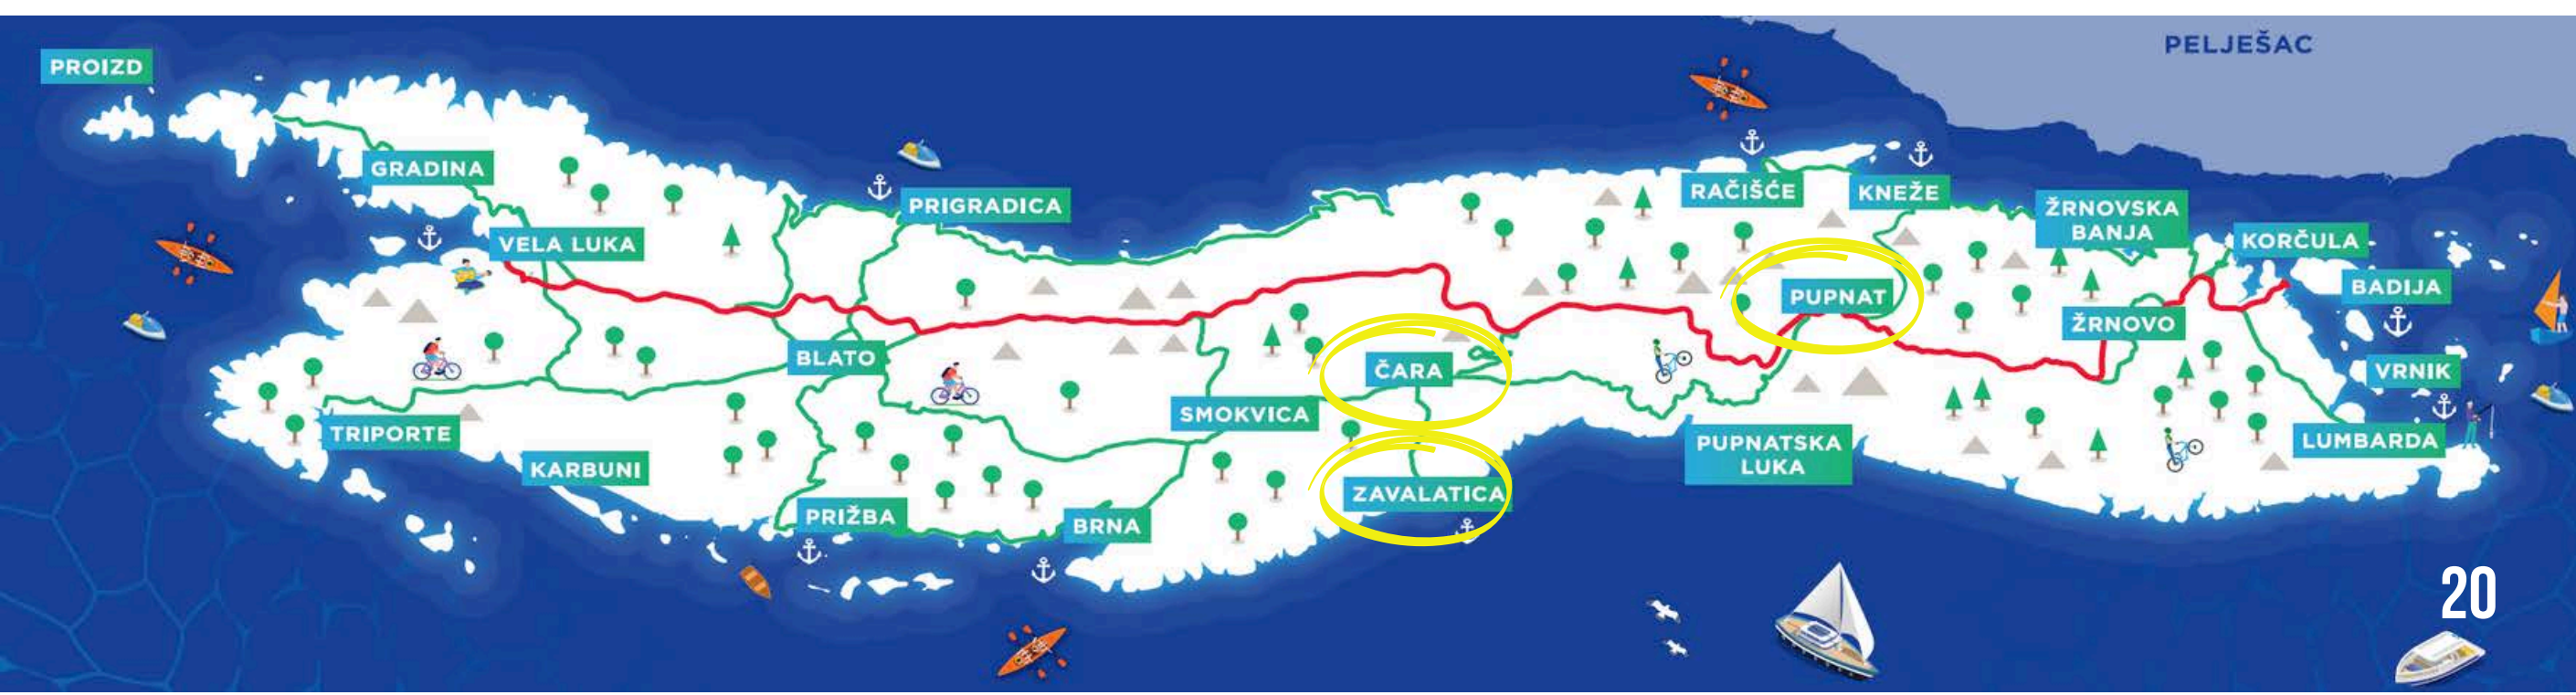 PELJEŠAC
PROIZD
GRADINA
PRIGRADICA
RAČIŠĆE
KNEŽE
ŽRNOVSKA
BANJA
VELA LUKA
KORČULA
BADIJA
PUPNAT
ŽRNOVO
BLATO
ČARA
VRNIK
SMOKVICA
TRIPORTE
LUMBARDA
PUPNATSKA
LUKA
KARBUNI
ZAVALATICA
PRIŽBA
BRNA
20